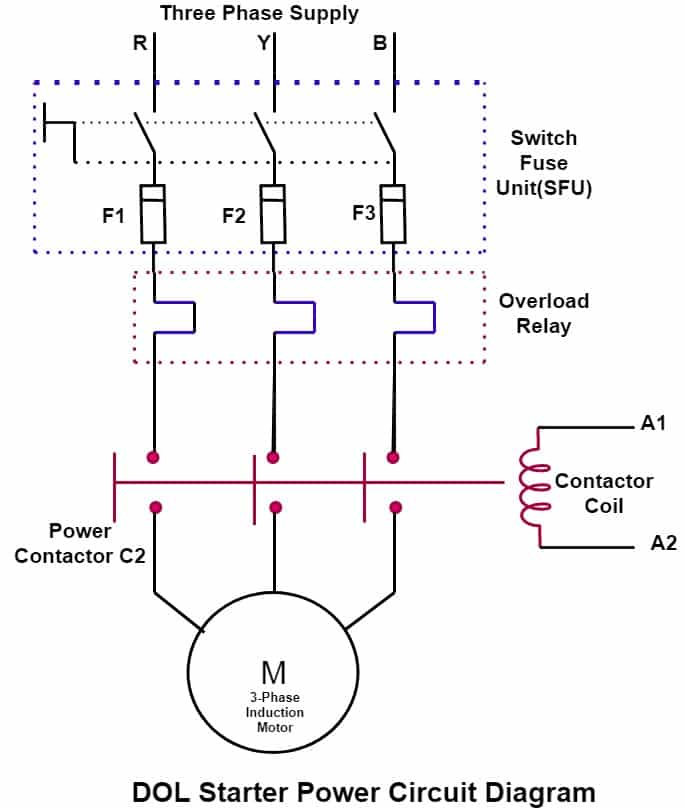 Three Phase Supply
R Y B
Switch
Fuse
Unit(SFU)
F1 F2 F3
Overload
Relay
A1
Contactor
Coil
A2
Power
Contactor C2
M
3-Phase
Induction
Motor
DOL Starter Power Circuit Diagram